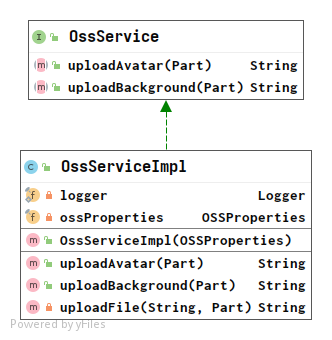 I OssService
m uploadAvatar(Part) String
m uploadBackground(Part) String
C OssServiceImpl
f logger Logger
f ossProperties OSSProperties
m OssServiceImpl(OSSProperties)
m uploadAvatar(Part) String
m uploadBackground(Part) String
m uploadFile(String, Part) String
Powered by yFiles